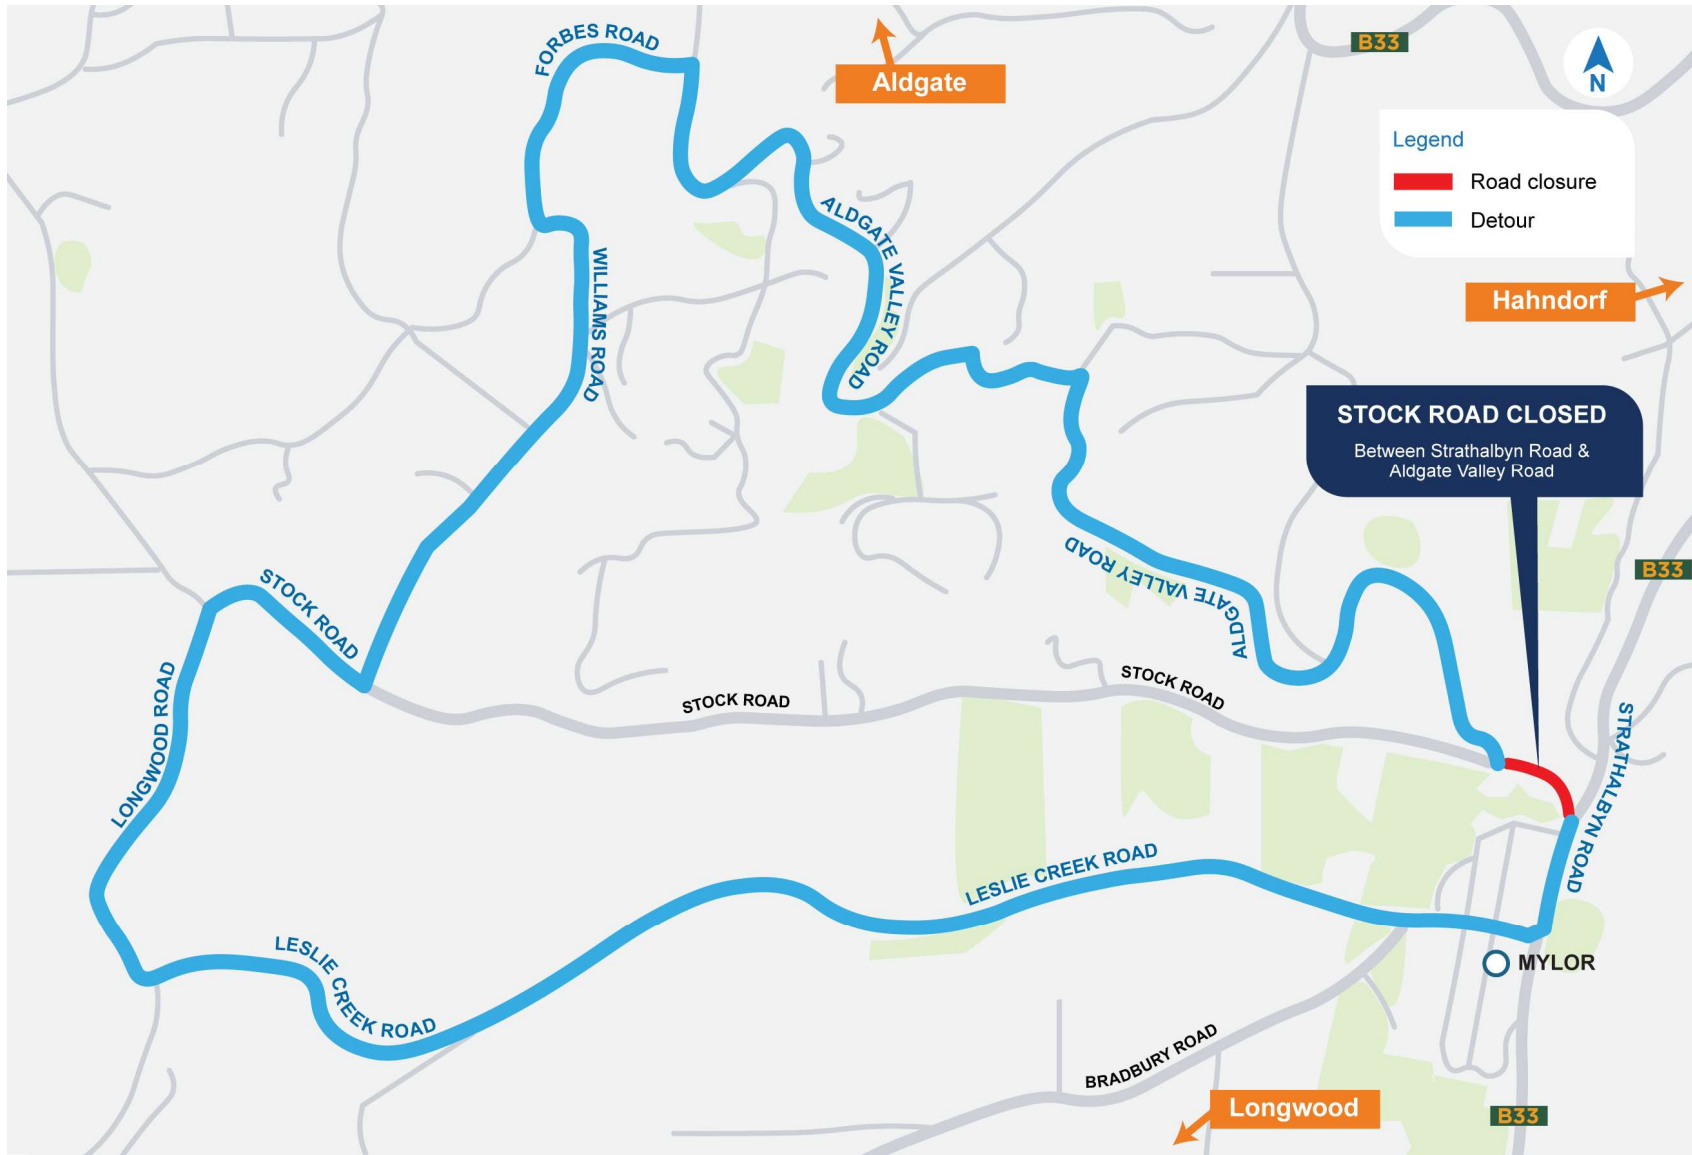 FORBES ROAD
Aldgate
B33
N
Legend
Road closure
Detour
ALDGATE VALLEY ROAD
WILLIAMS ROAD
Hahndorf
STOCK ROAD CLOSED
Between Strathalbyn Road &
Aldgate Valley Road
B33
ALDGATE VALLEY ROAD
STOCK ROAD
STOCK ROAD
STOCK ROAD
LONGWOOD ROAD
STRATHALBYN ROAD
LESLIE CREEK ROAD
LESLIE CREEK ROAD
MYLOR
BRADBURY ROAD
Longwood
B33